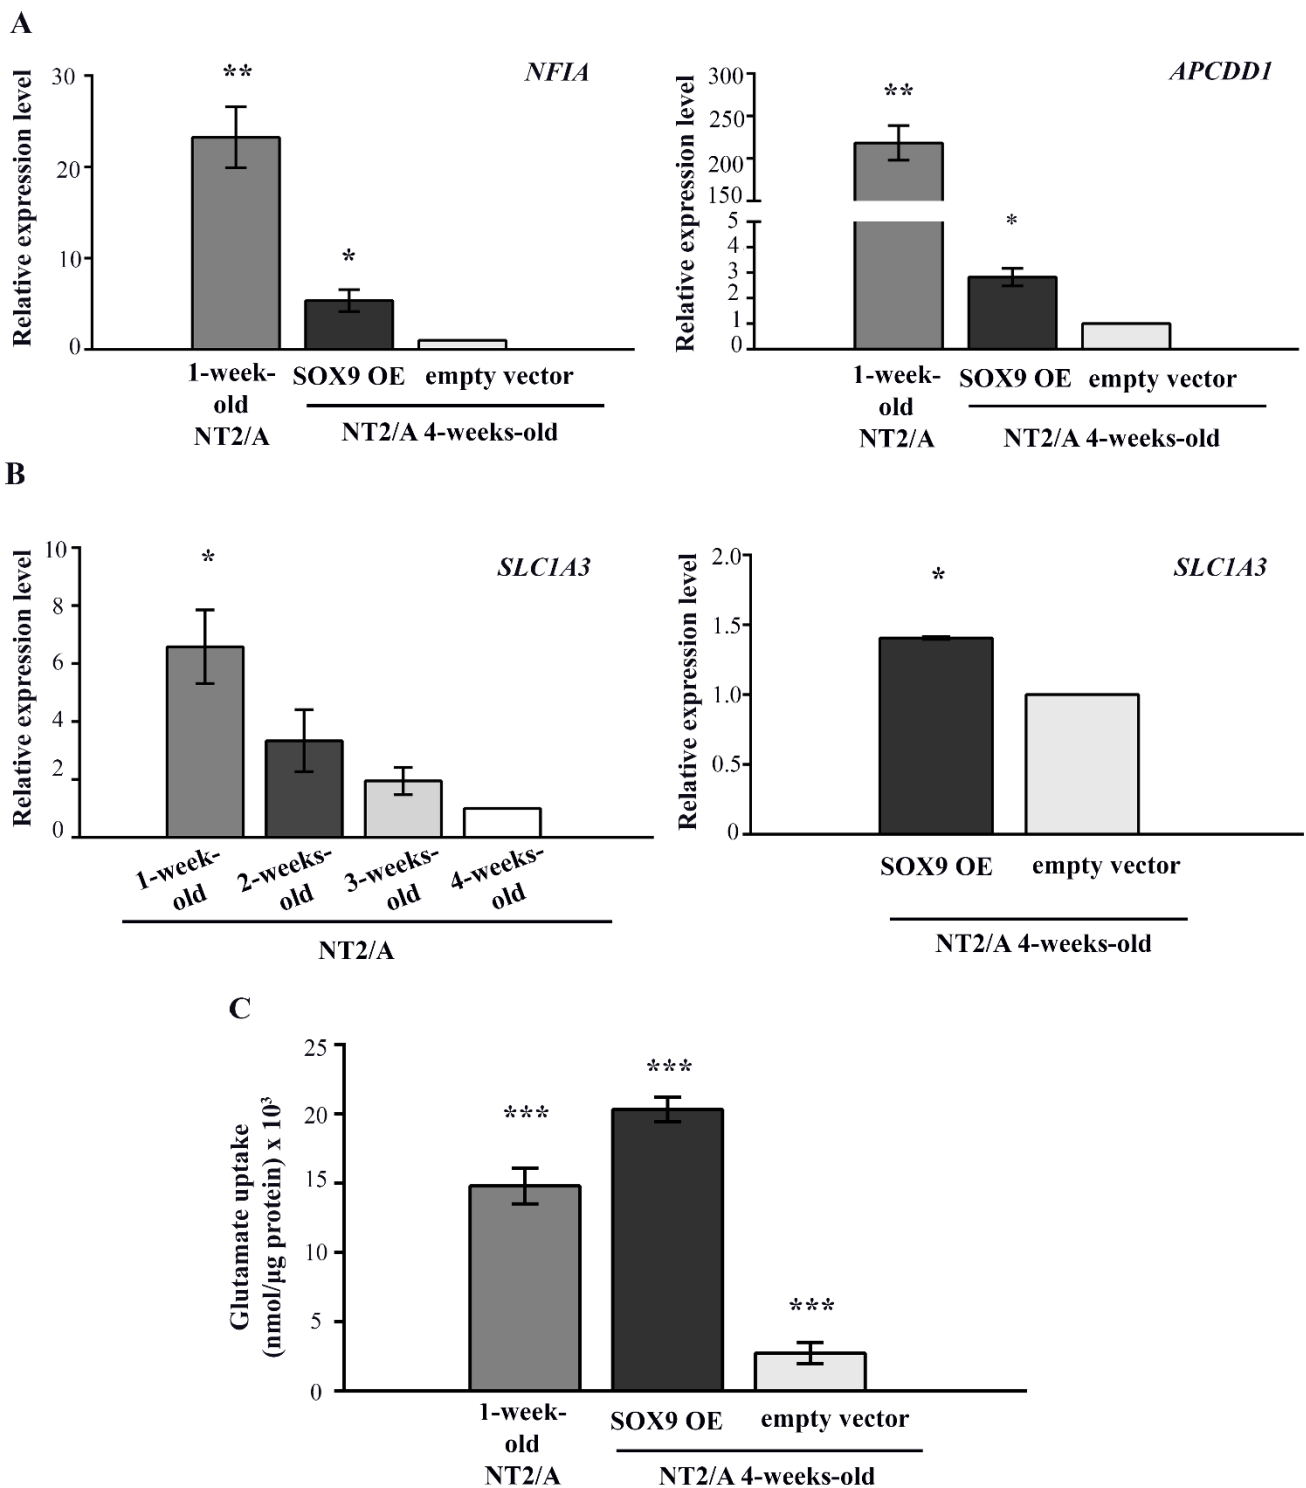 A
Relative expression level
30
20
10
0
**
*
NFIA
1-week-
old
NT2/A
SOX9 OE
empty vector
NT2/A 4-weeks-old
Relative expression level
300
250
200
150
5
4
3
2
1
0
**
*
APCDD1
1-week-
old
NT2/A
SOX9 OE
empty vector
NT2/A 4-weeks-old
B
Relative expression level
10
8
6
4
2
0
*
SLC1A3
1-week-
old
2-weeks-
old
3-weeks-
old
4-weeks-
old
NT2/A
Relative expression level
2.0
1.5
1.0
0.5
0
*
SLC1A3
SOX9 OE
empty vector
NT2/A 4-weeks-old
C
Glutamate uptake
(nmol/µg protein) x 10³
25
20
15
10
5
0
***
***
***
1-week-
old
NT2/A
SOX9 OE
empty vector
NT2/A 4-weeks-old